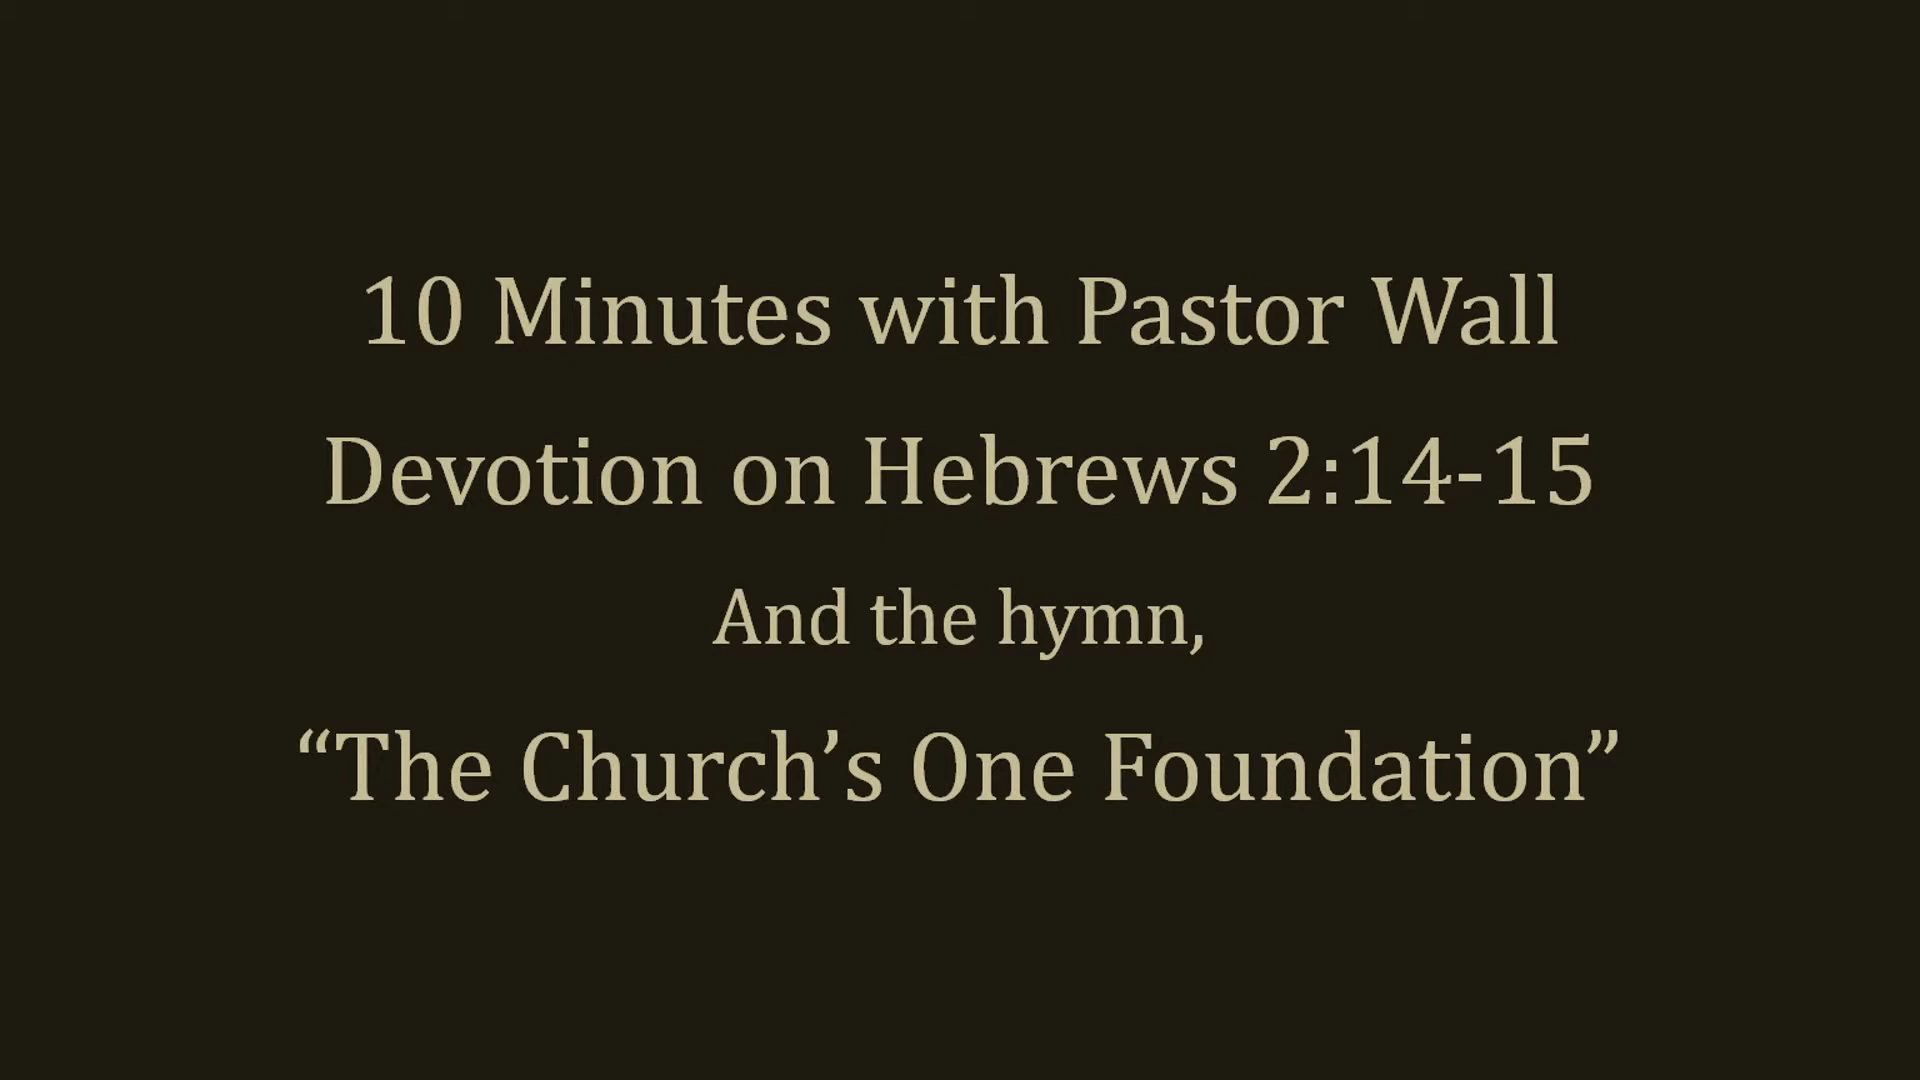 10 Minutes with Pastor Wall
Devotion on Hebrews 2:14-15
And the hymn,
“The Church’s One Foundation”